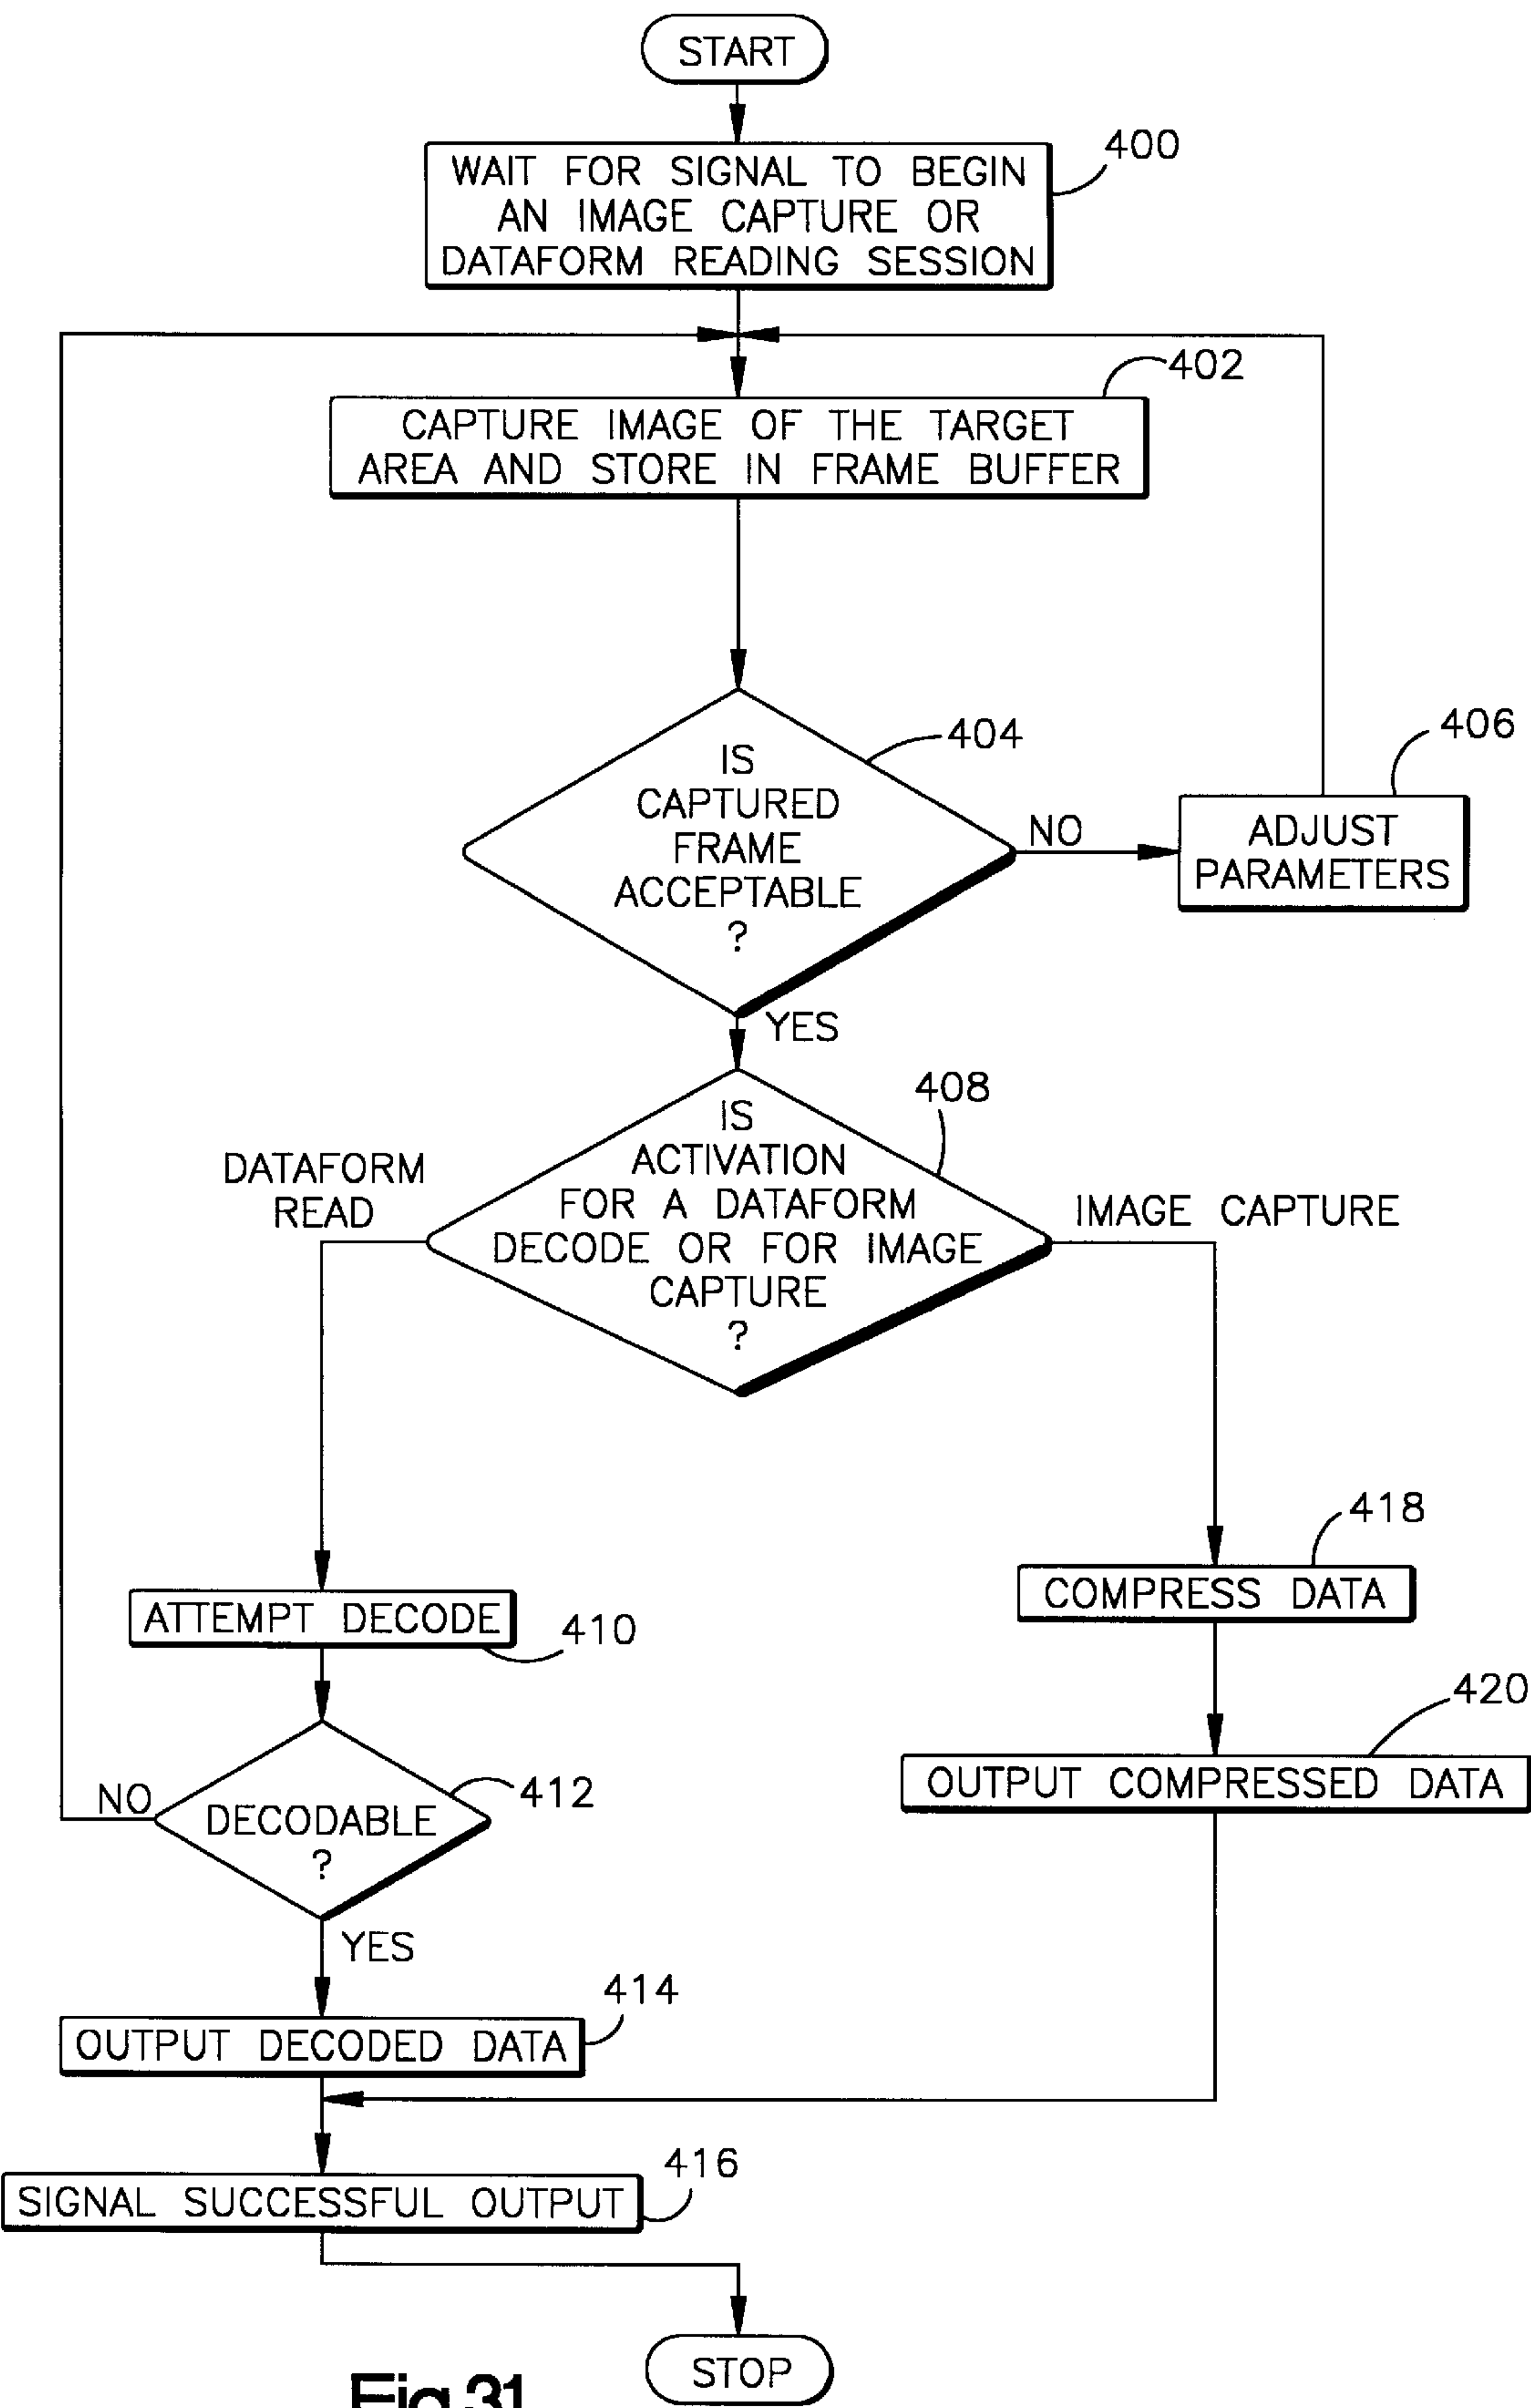 START
400
WAIT FOR SIGNAL TO BEGIN
AN IMAGE CAPTURE OR
DATAFORM READING SESSION
402
CAPTURE IMAGE OF THE TARGET
AREA AND STORE IN FRAME BUFFER
404
IS
CAPTURED
FRAME
ACCEPTABLE
?
NO
406
ADJUST
PARAMETERS
YES
408
IS
ACTIVATION
FOR A DATAFORM
DECODE OR FOR IMAGE
CAPTURE
?
DATAFORM
READ
IMAGE CAPTURE
418
COMPRESS DATA
ATTEMPT DECODE
410
420
OUTPUT COMPRESSED DATA
412
DECODABLE
?
NO
YES
414
OUTPUT DECODED DATA
416
SIGNAL SUCCESSFUL OUTPUT
STOP
Fig.31